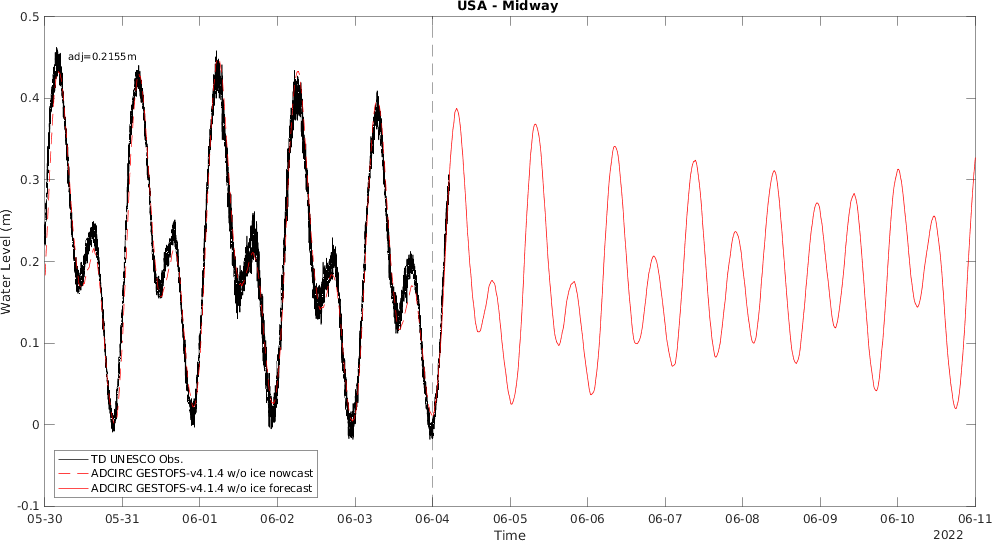 USA - Midway
adj=0.2155m
0.5
0.4
0.3
0.2
0.1
0
-0.1
Water Level (m)
TD UNESCO Obs.
ADCIRC GESTOFS-v4.1.4 w/o ice nowcast
ADCIRC GESTOFS-v4.1.4 w/o ice forecast
05-30 05-31 06-01 06-02 06-03 06-04 06-05 06-06 06-07 06-08 06-09 06-10 06-11
Time
2022